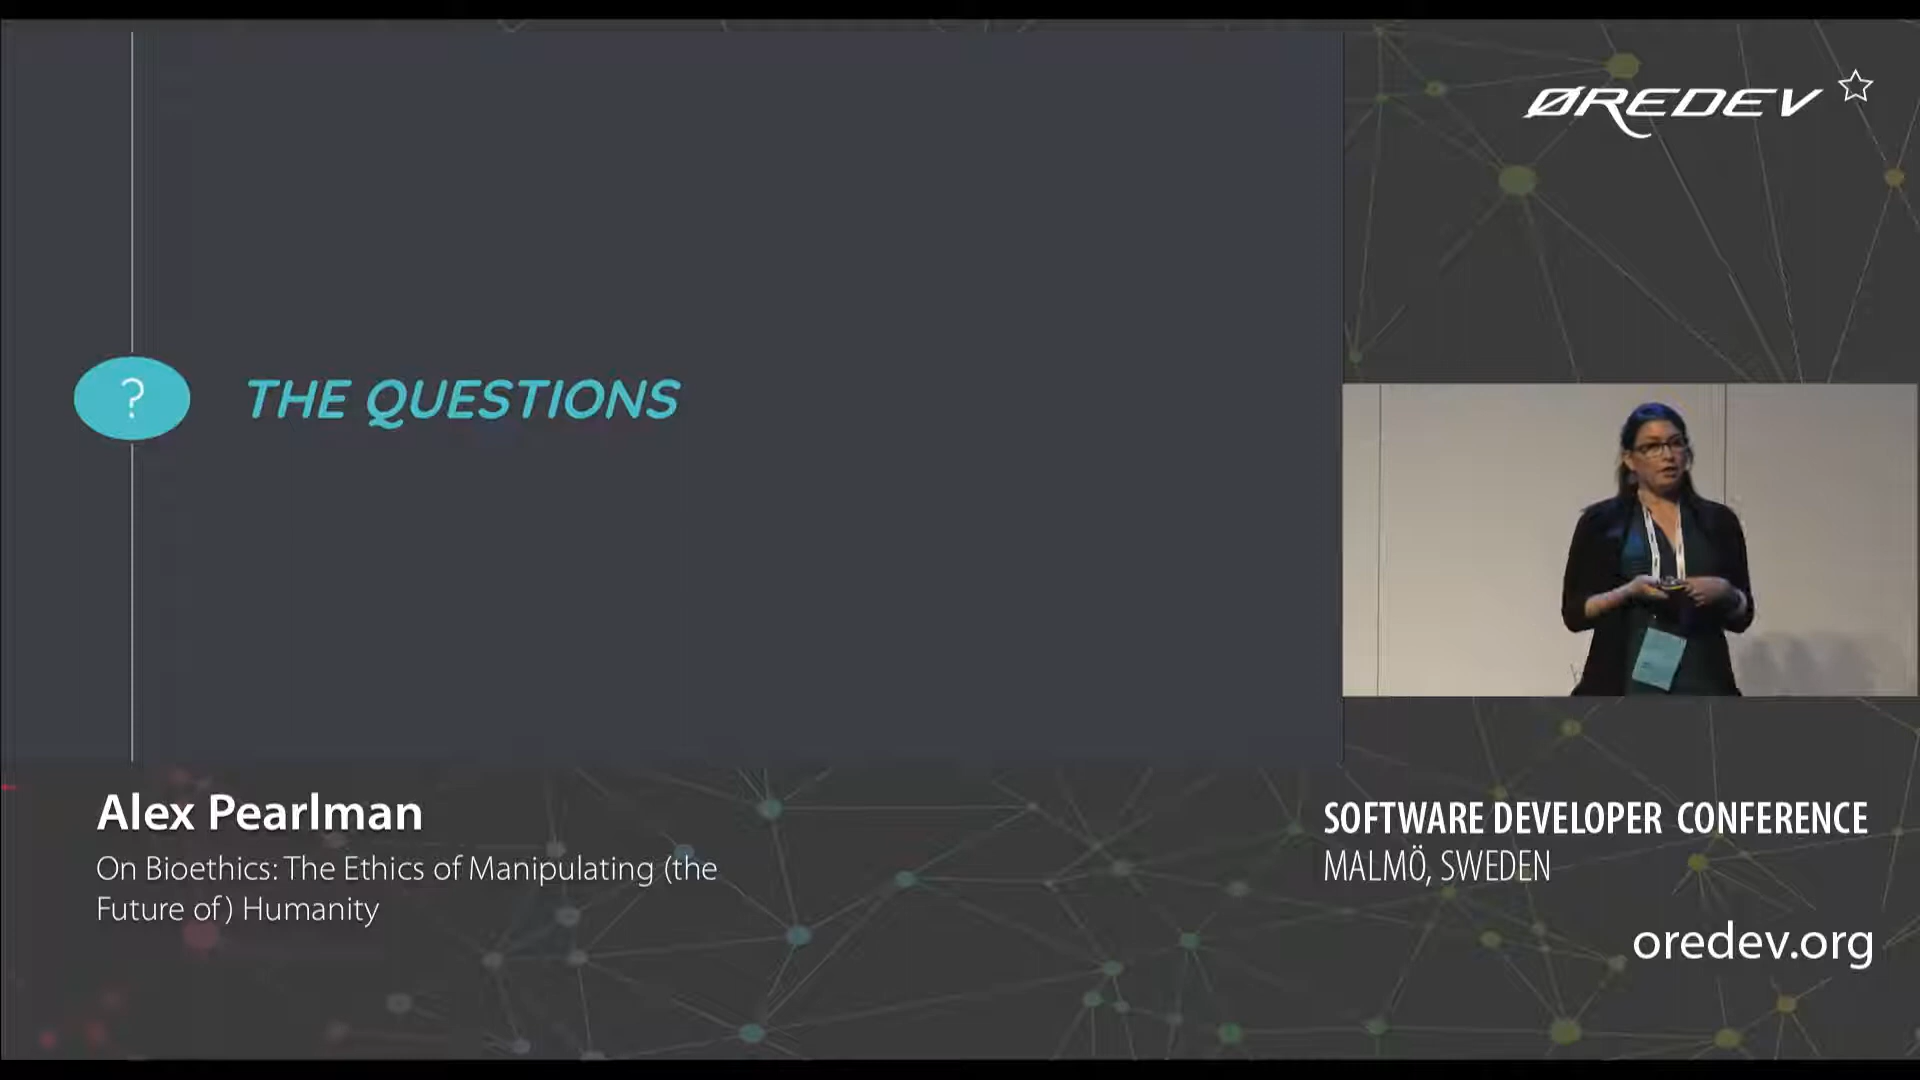 ØREDEV
?
THE QUESTIONS
Alex Pearlman
On Bioethics: The Ethics of Manipulating (the
Future of) Humanity
SOFTWARE DEVELOPER CONFERENCE
MALMÖ, SWEDEN
oredev.org